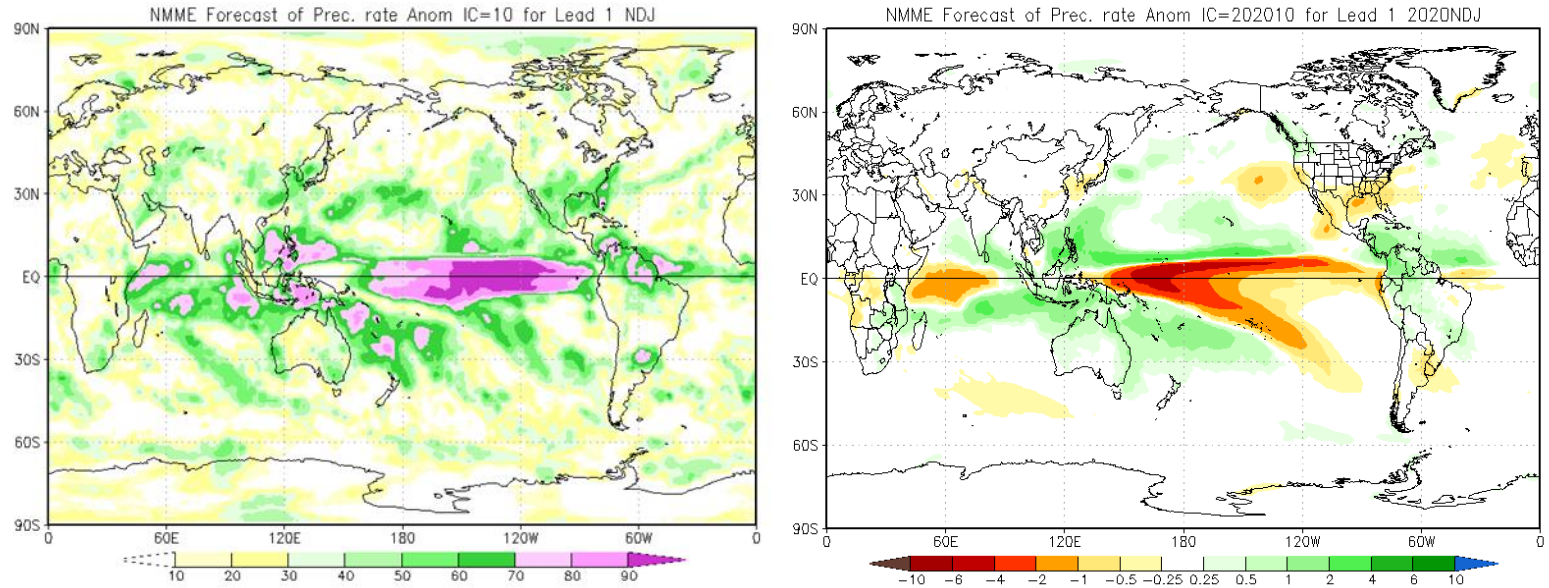 NMME Forecast of Prec. rate Anom IC=10 for Lead 1 NDJ
90N
60N
30N
EQ
30S
60S
90S
0 60E 120E 180 120W 60W 0
10 20 30 40 50 60 70 80 90
NMME Forecast of Prec. rate Anom IC=202010 for Lead 1 2020NDJ
90N
60N
30N
EQ
30S
60S
90S
0 60E 120E 180 120W 60W 0
-10 -6 -4 -2 -1 -0.5 -0.25 0.25 0.5 1 2 4 6 10